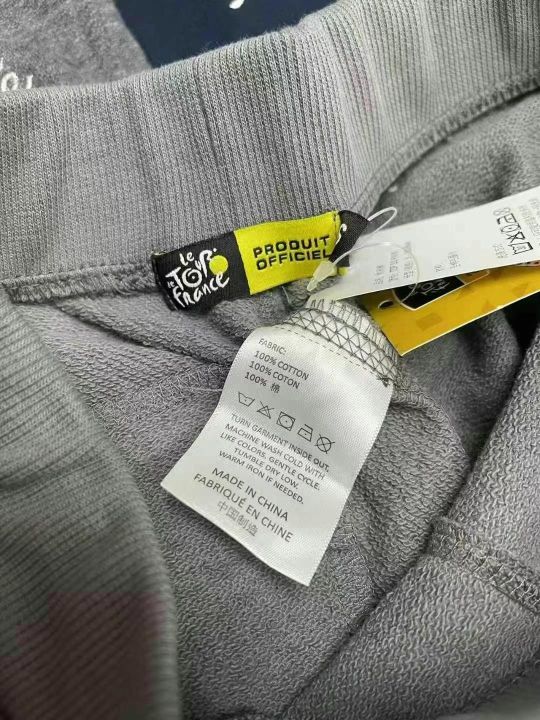 le
TOUR
de
France
PRODUIT
OFFICIEL
FABRIC:
100% COTTON
100% COTON
100% 棉
TURN GARMENT INSIDE OUT.
MACHINE WASH COLD WITH
LIKE COLORS. GENTLE CYCLE.
TUMBLE DRY LOW.
WARM IRON IF NEEDED.
MADE IN CHINA
FABRIQUÉ EN CHINE
中国制造